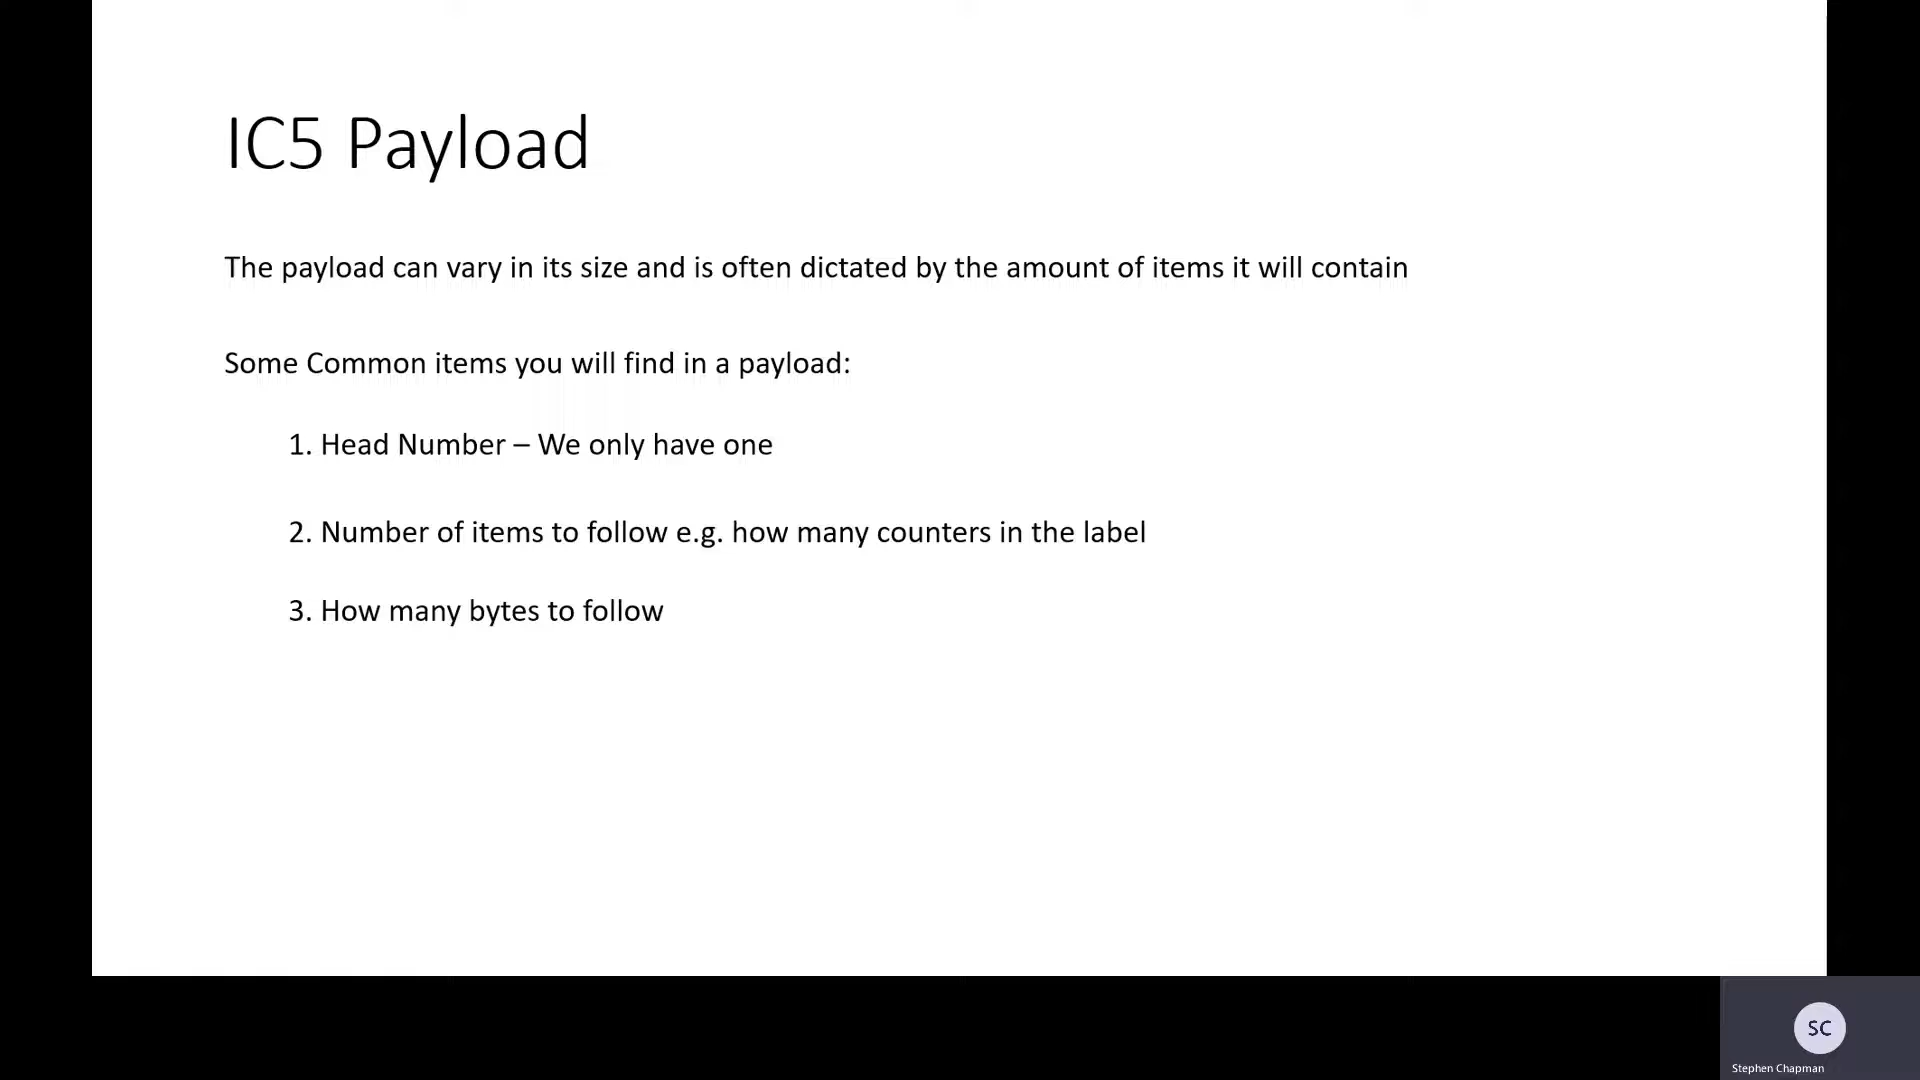 IC5 Payload
The payload can vary in its size and is often dictated by the amount of items it will contain
Some Common items you will find in a payload:
1. Head Number – We only have one
2. Number of items to follow e.g. how many counters in the label
3. How many bytes to follow
SC
Stephen Chapman